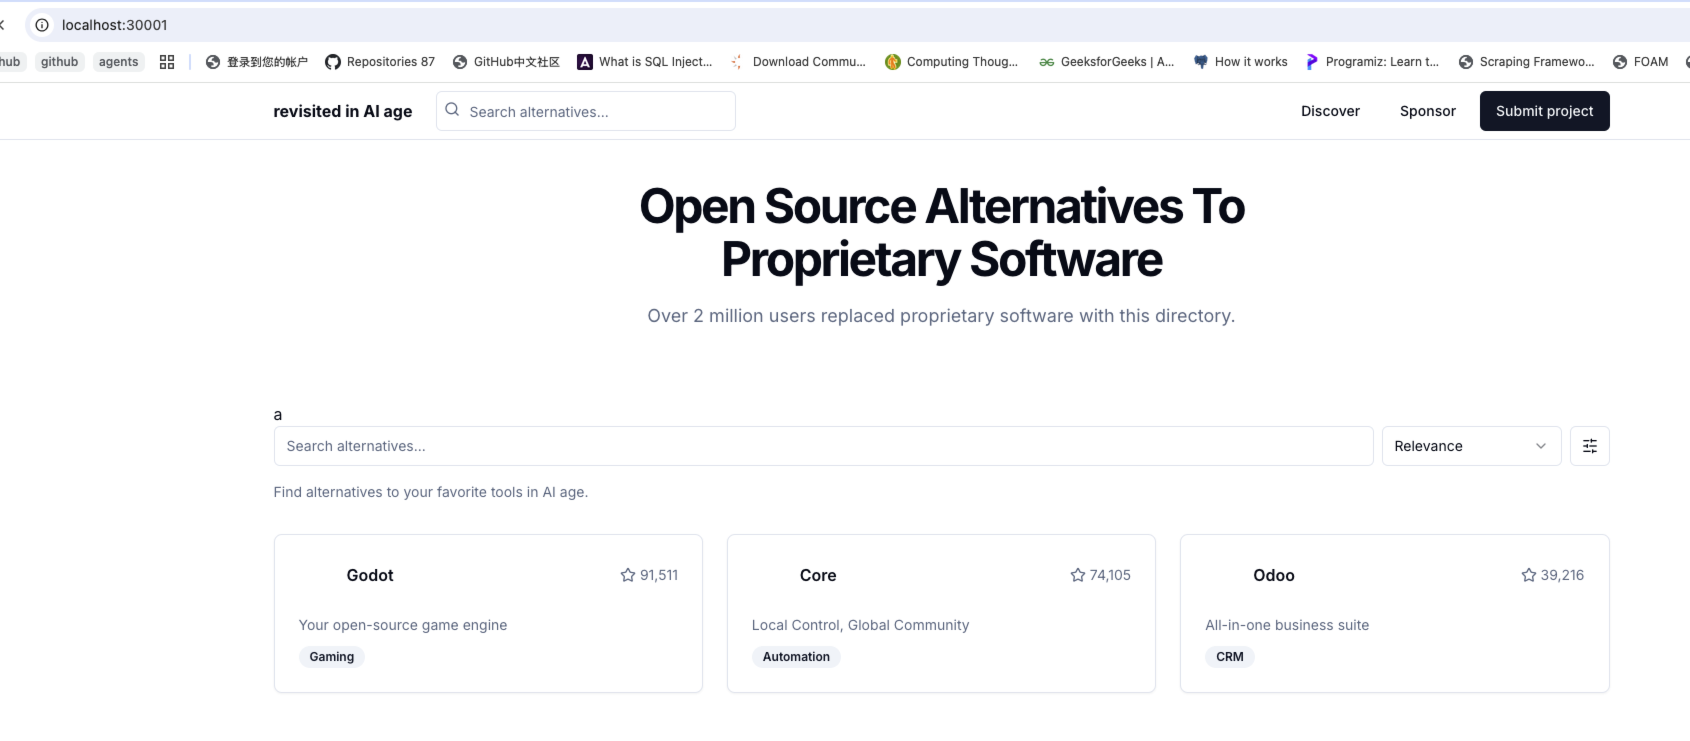 localhost:30001
hub github agents 登录到您的帐户 Repositories 87 GitHub中文社区 What is SQL Inject... Download Commu... Computing Thoug... GeeksforGeeks | A... How it works Programiz: Learn t... Scraping Framewo... FOAM
revisited in AI age Search alternatives... Discover Sponsor Submit project
Open Source Alternatives To
Proprietary Software
Over 2 million users replaced proprietary software with this directory.
a
Search alternatives... Relevance
Find alternatives to your favorite tools in AI age.
Godot 91,511 Core 74,105 Odoo 39,216
Your open-source game engine Local Control, Global Community All-in-one business suite
Gaming Automation CRM